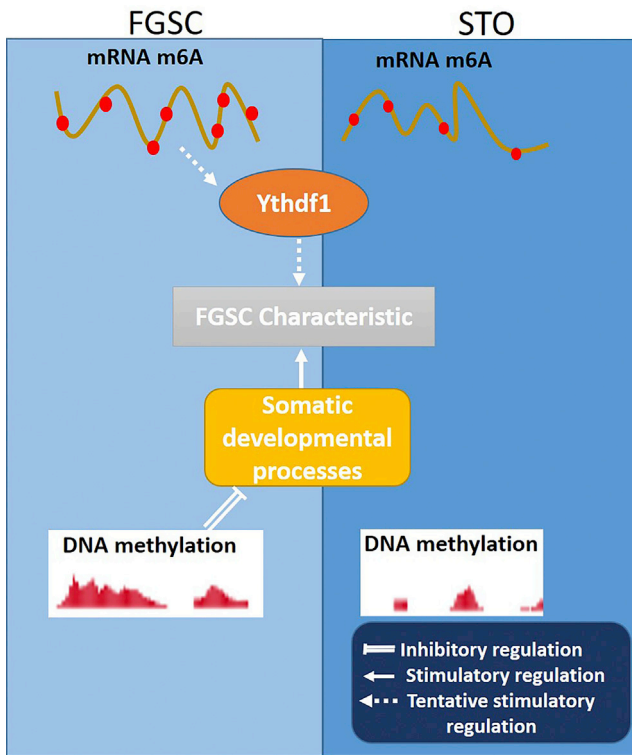 FGSC
STO
mRNA m6A
mRNA m6A
Ythdf1
FGSC Characteristic
Somatic
developmental
processes
DNA methylation
DNA methylation
Inhibitory regulation
Stimulatory regulation
Tentative stimulatory
regulation